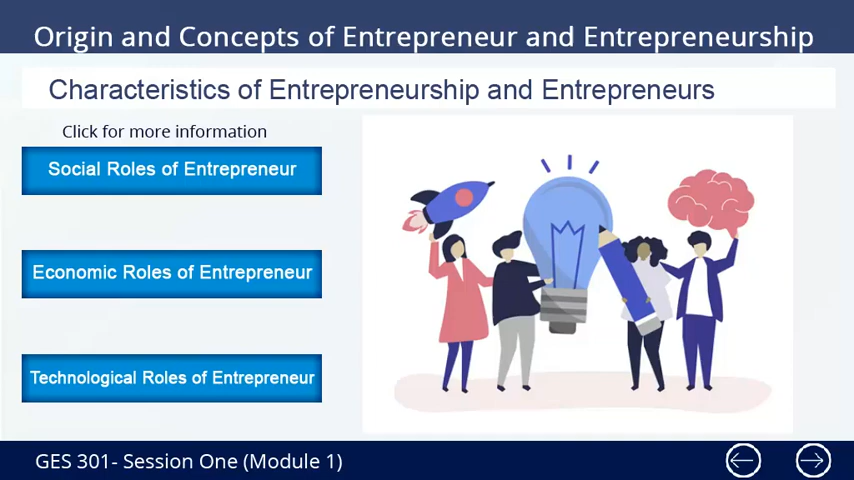 Origin and Concepts of Entrepreneur and Entrepreneurship
Characteristics of Entrepreneurship and Entrepreneurs
Click for more information
Social Roles of Entrepreneur
Economic Roles of Entrepreneur
Technological Roles of Entrepreneur
GES 301- Session One (Module 1)